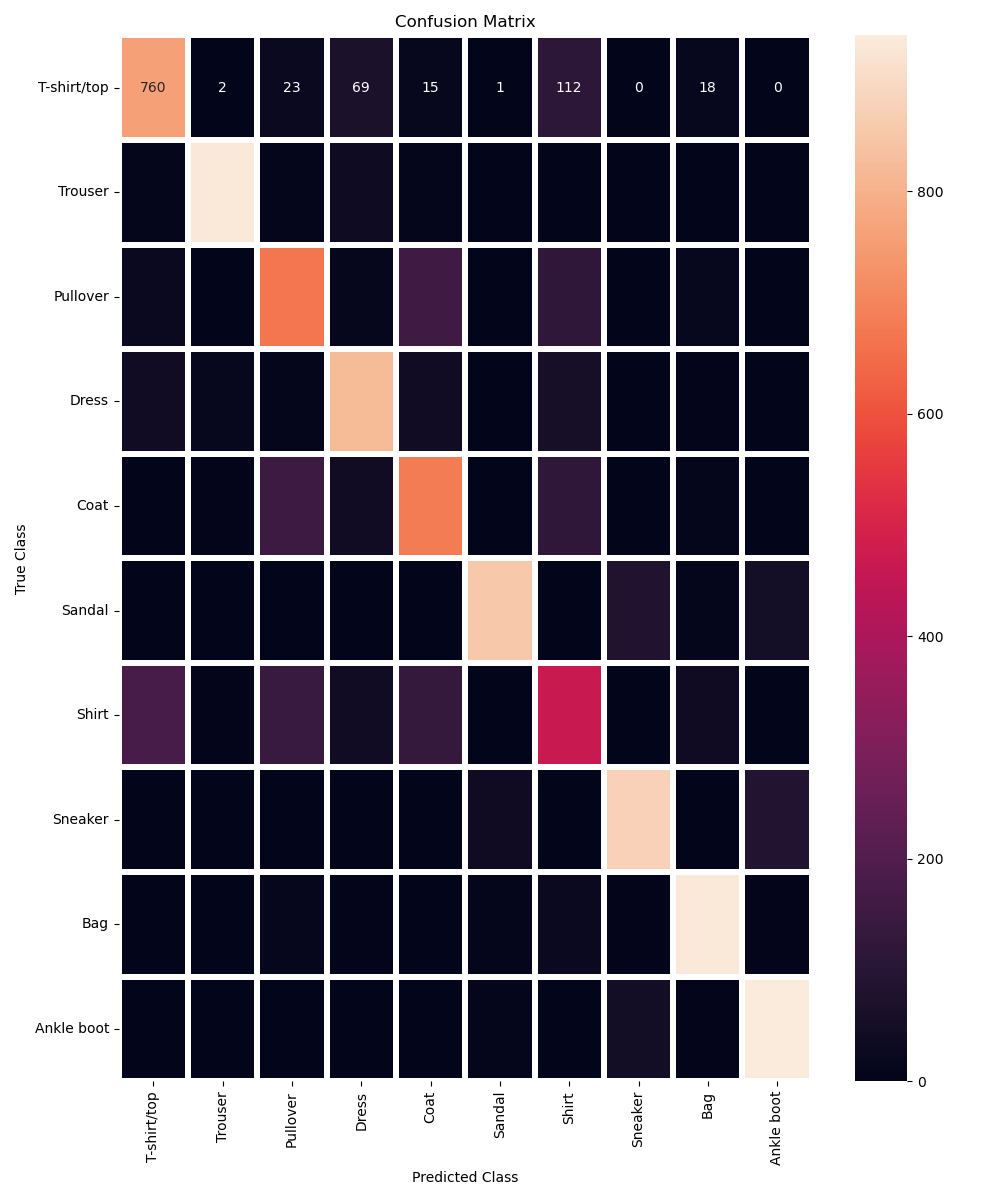 Confusion Matrix
T-shirt/top 760 2 23 69 15 1 112 0 18 0
Trouser
Pullover
Dress
Coat
Sandal
Shirt
Sneaker
Bag
Ankle boot
True Class
T-shirt/top Trouser Pullover Dress Coat Sandal Shirt Sneaker Bag Ankle boot
Predicted Class
800
600
400
200
0